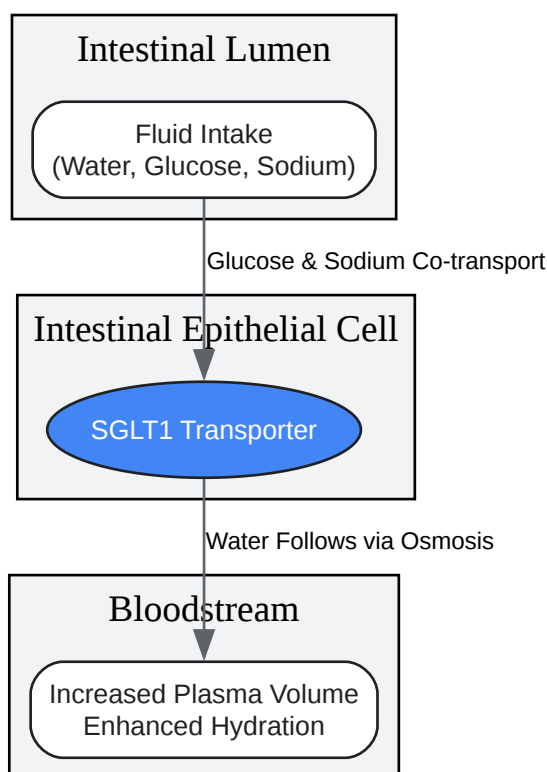 Intestinal Lumen
Fluid Intake
(Water, Glucose, Sodium)
Glucose & Sodium Co-transport
Intestinal Epithelial Cell
SGLT1 Transporter
Water Follows via Osmosis
Bloodstream
Increased Plasma Volume
Enhanced Hydration